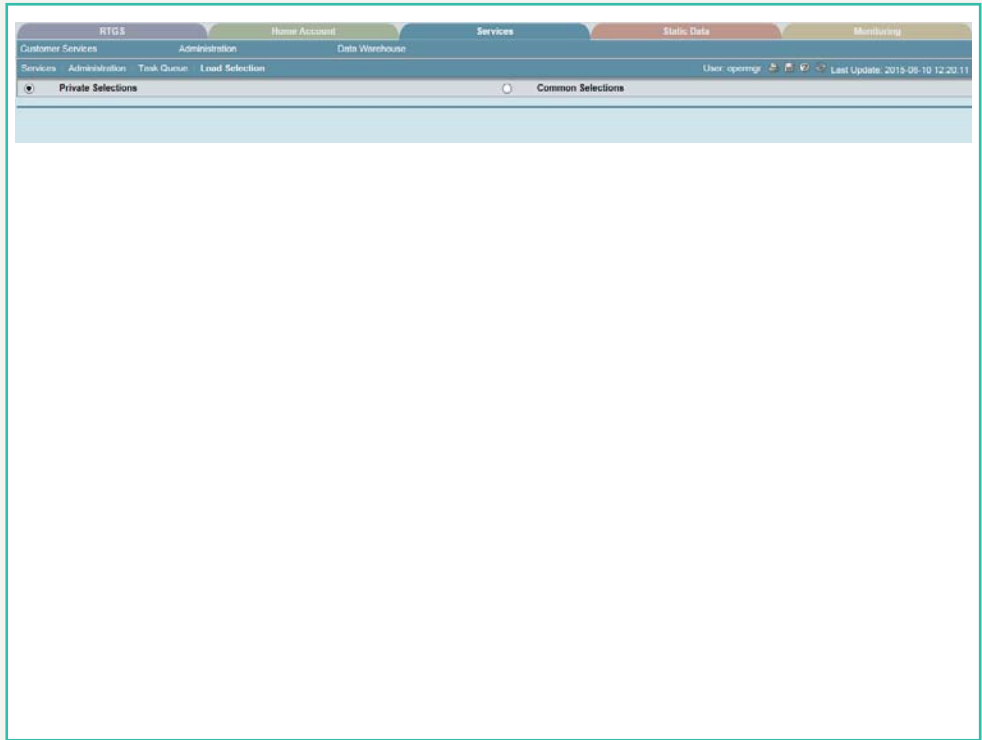 RTGS Home Account Services Static Data Monitoring
Customer Services Administration Data Warehouse
Services Administration Task Queue Load Selection User: opermgr Last Update: 2015-06-10 12:20:11
Private Selections Common Selections